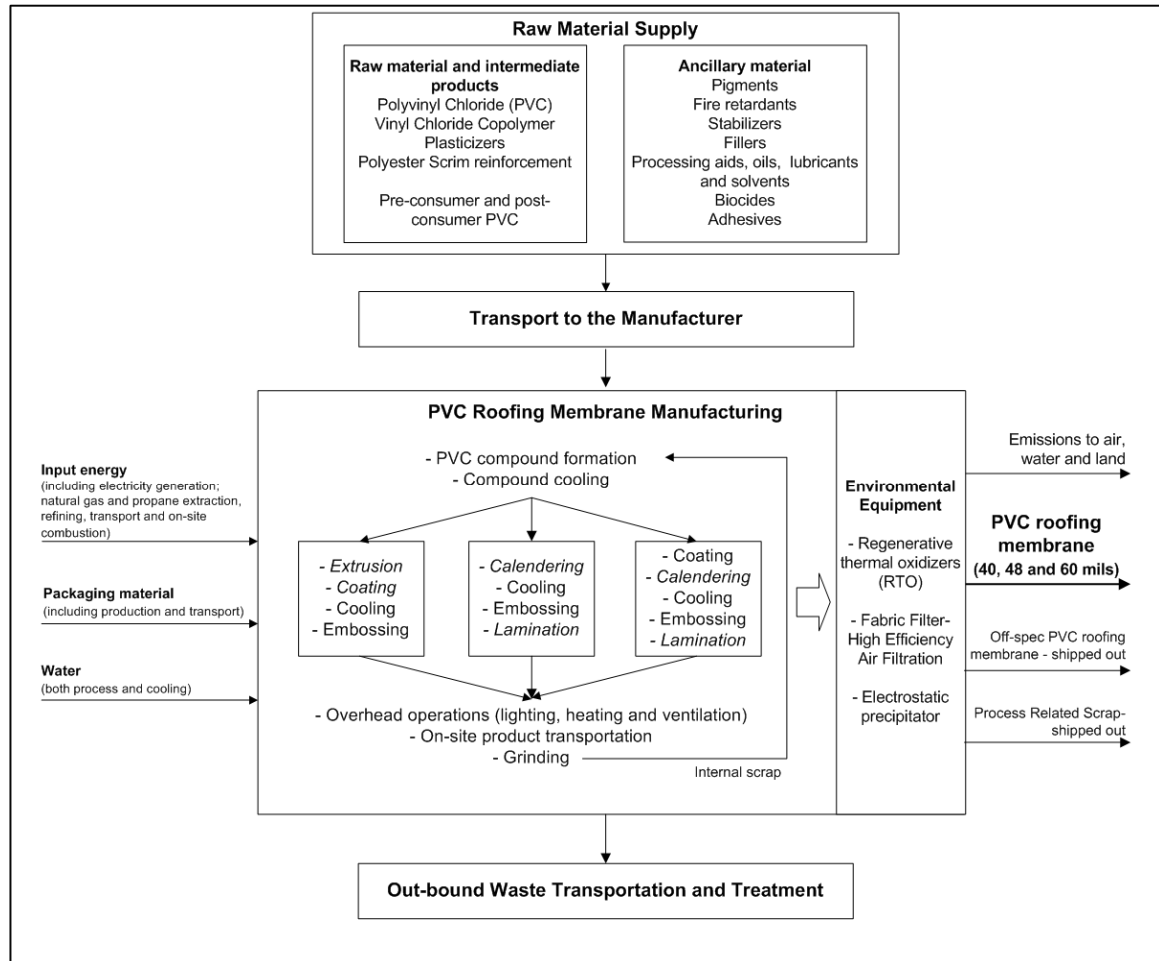 Raw Material Supply
Raw material and intermediate
products
Polyvinyl Chloride (PVC)
Vinyl Chloride Copolymer
Plasticizers
Polyester Scrim reinforcement
Pre-consumer and post-
consumer PVC
Ancillary material
Pigments
Fire retardants
Stabilizers
Fillers
Processing aids, oils, lubricants
and solvents
Biocides
Adhesives
Transport to the Manufacturer
PVC Roofing Membrane Manufacturing
Input energy
(including electricity generation;
natural gas and propane extraction,
refining, transport and on-site
combustion)
Packaging material
(including production and transport)
Water
(both process and cooling)
- PVC compound formation
- Compound cooling
- Extrusion
- Coating
- Cooling
- Embossing
- Calendering
- Cooling
- Embossing
- Lamination
- Coating
- Calendering
- Cooling
- Embossing
- Lamination
- Overhead operations (lighting, heating and ventilation)
- On-site product transportation
- Grinding
Internal scrap
Environmental
Equipment
- Regenerative
thermal oxidizers
(RTO)
- Fabric Filter-
High Efficiency
Air Filtration
- Electrostatic
precipitator
Emissions to air,
water and land
PVC roofing
membrane
(40, 48 and 60 mils)
Off-spec PVC roofing
membrane - shipped out
Process Related Scrap-
shipped out
Out-bound Waste Transportation and Treatment